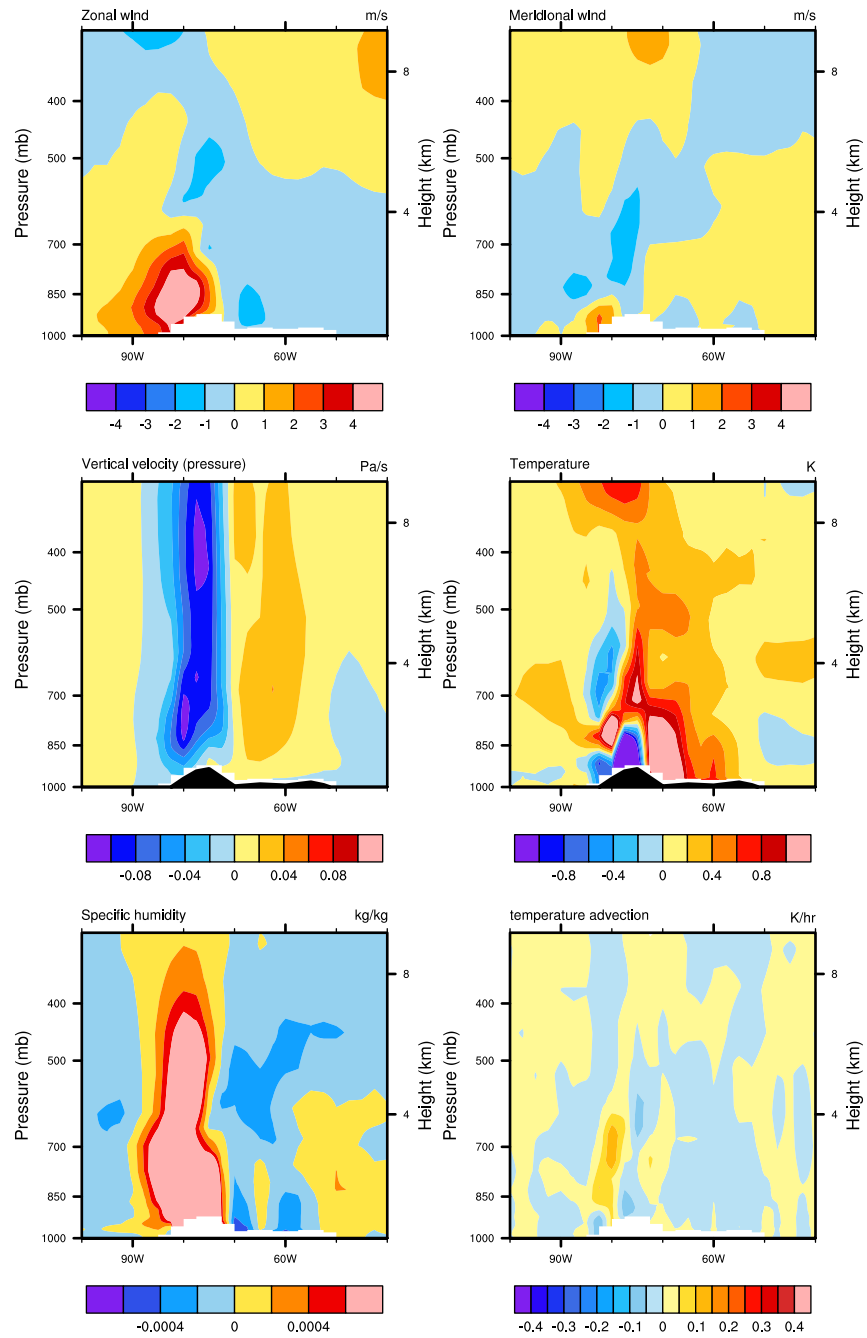 Zonal wind m/s
Meridional wind m/s
Pressure (mb)
400
500
700
850
1000
8
4
Height (km)
90W 60W
-4 -3 -2 -1 0 1 2 3 4
Pressure (mb)
400
500
700
850
1000
8
4
Height (km)
90W 60W
-4 -3 -2 -1 0 1 2 3 4
Vertical velocity (pressure) Pa/s
Temperature K
Pressure (mb)
400
500
700
850
1000
8
4
Height (km)
90W 60W
-0.08 -0.04 0 0.04 0.08
Pressure (mb)
400
500
700
850
1000
8
4
Height (km)
90W 60W
-0.8 -0.4 0 0.4 0.8
Specific humidity kg/kg
temperature advection K/hr
Pressure (mb)
400
500
700
850
1000
8
4
Height (km)
90W 60W
-0.0004 0 0.0004
Pressure (mb)
400
500
700
850
1000
8
4
Height (km)
90W 60W
-0.4 -0.3 -0.2 -0.1 0 0.1 0.2 0.3 0.4